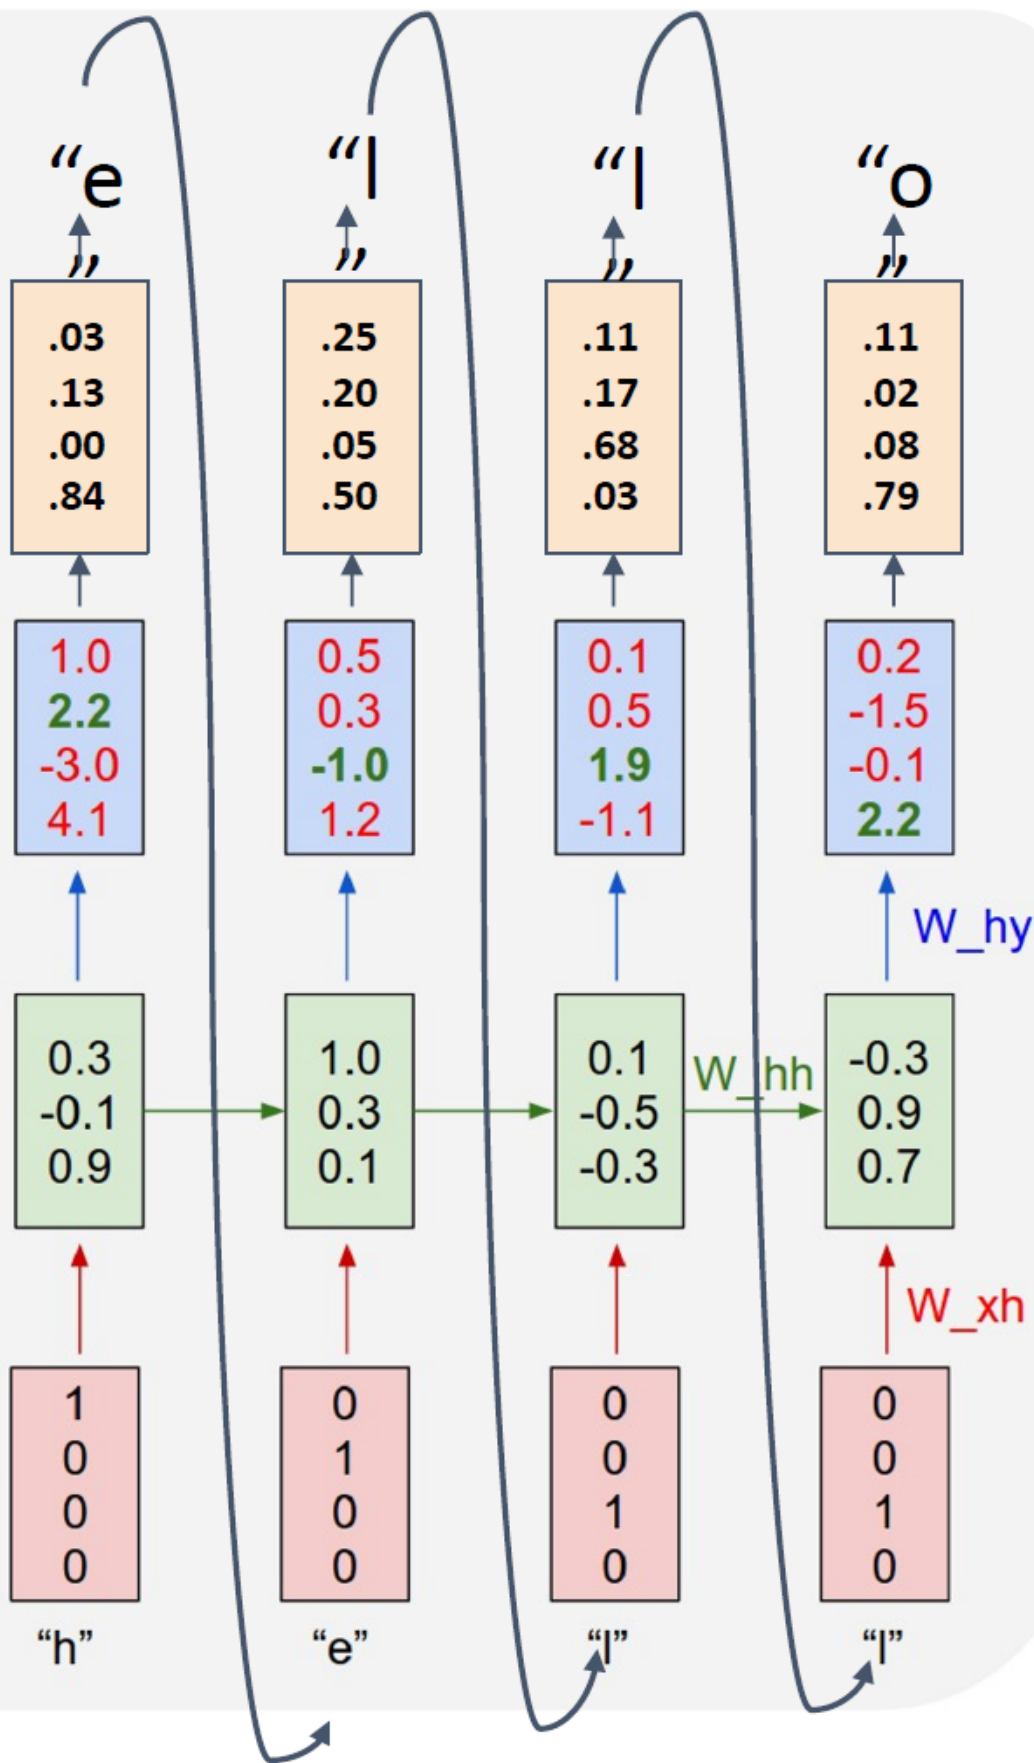 “e ” “l ” “l ” “o ”
.03 .25 .11 .11
.13 .20 .17 .02
.00 .05 .68 .08
.84 .50 .03 .79
1.0 0.5 0.1 0.2
2.2 0.3 0.5 -1.5
-3.0 -1.0 1.9 -0.1
4.1 1.2 -1.1 2.2
W_hy
0.3 1.0 0.1 W_hh -0.3
-0.1 0.3 -0.5 0.9
0.9 0.1 -0.3 0.7
W_xh
1 0 0 0
0 1 0 0
0 0 1 1
0 0 0 0
“h” “e” “l” “l”